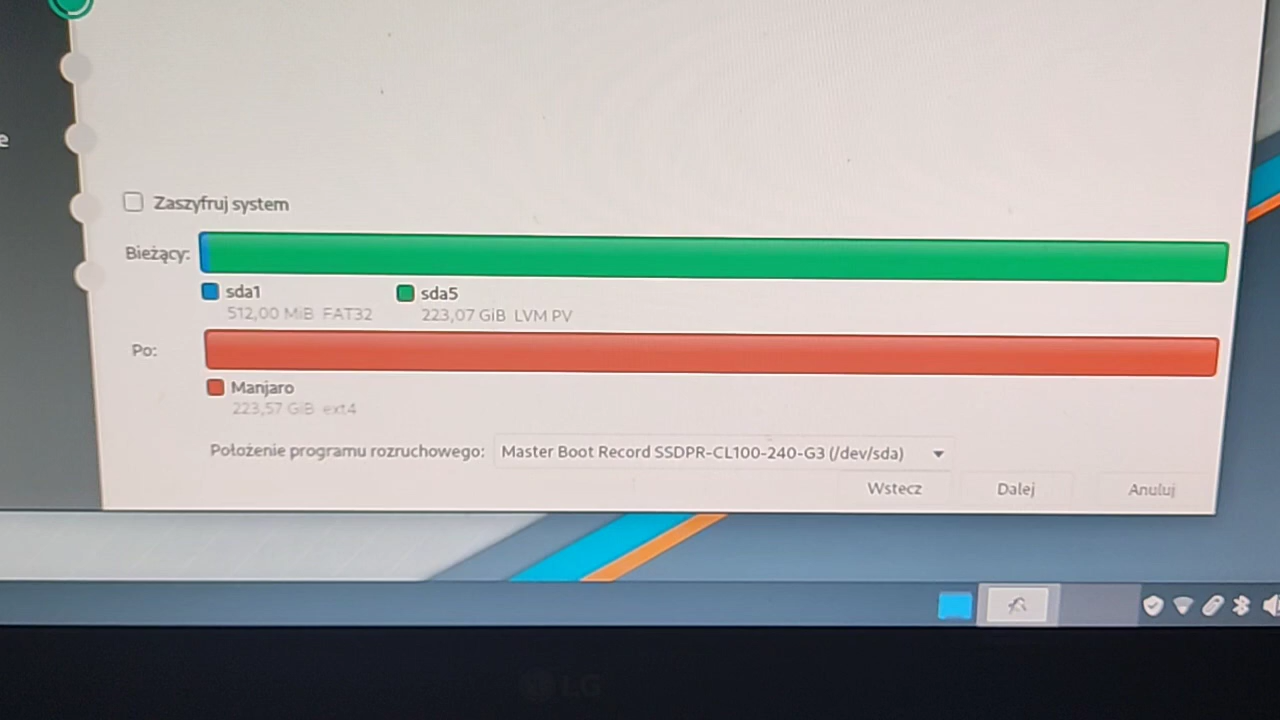 e
Zaszyfruj system
Bieżący:
sda1
512,00 MiB FAT32
sda5
223,07 GiB LVM PV
Po:
Manjaro
223,57 GiB ext4
Położenie programu rozruchowego: Master Boot Record SSDPR-CL100-240-G3 (/dev/sda)
Wstecz Dalej Anuluj
LG